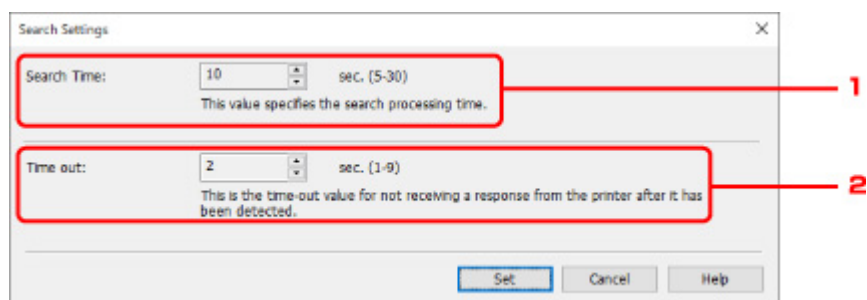 Search Settings
Search Time: 10 sec. (5-30)
1
This value specifies the search processing time.
Time out: 2 sec. (1-9)
2
This is the time-out value for not receiving a response from the printer after it has
been detected.
Set Cancel Help